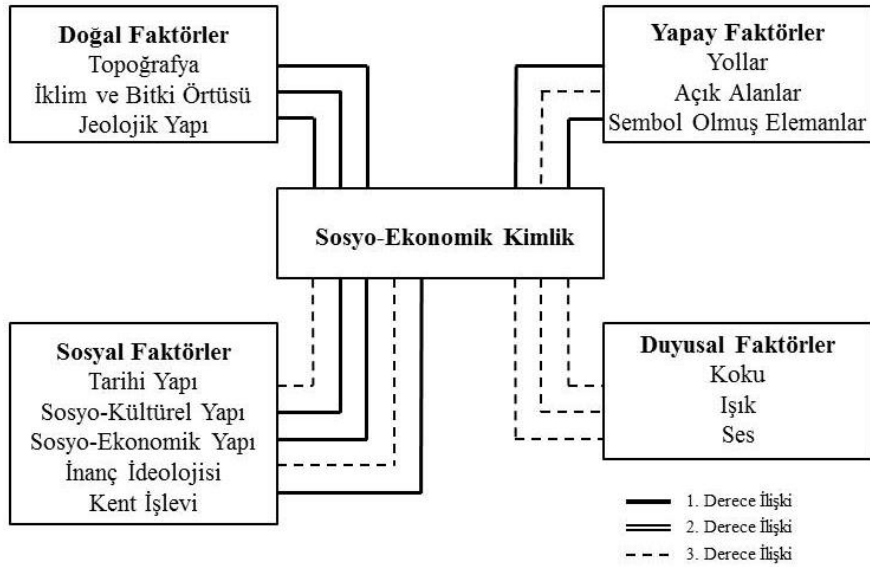 Doğal Faktörler
Topoğrafya
İklim ve Bitki Örtüsü
Jeolojik Yapı
Yapay Faktörler
Yollar
Açık Alanlar
Sembol Olmuş Elemanlar
Sosyo-Ekonomik Kimlik
Sosyal Faktörler
Tarihi Yapı
Sosyo-Kültürel Yapı
Sosyo-Ekonomik Yapı
İnanç İdeolojisi
Kent İşlevi
Duyusal Faktörler
Koku
Işık
Ses
1. Derece İlişki
2. Derece İlişki
3. Derece İlişki